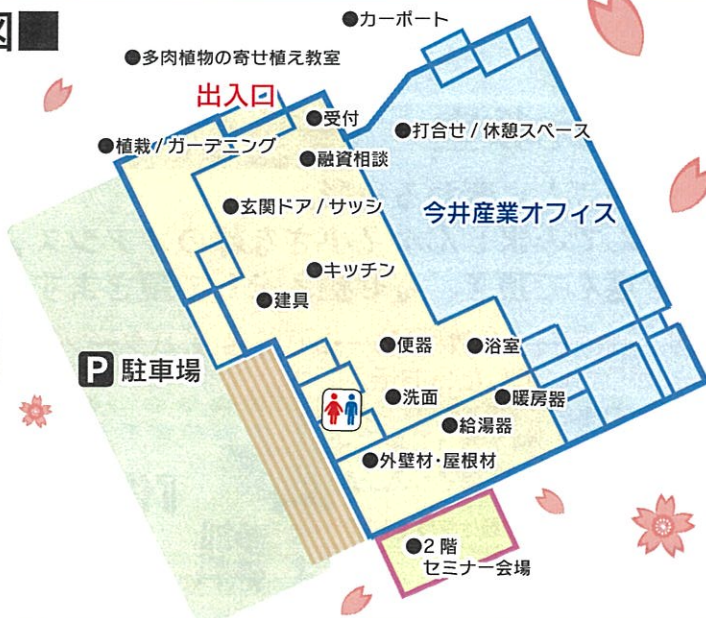 図■
●カーポート
●多肉植物の寄せ植え教室
出入口
●受付
●打合せ/休憩スペース
●植栽/ガーデニング
●融資相談
●玄関ドア/サッシ
今井産業オフィス
●キッチン
●建具
●便器
●浴室
P 駐車場
●洗面
●暖房器
●給湯器
●外壁材・屋根材
●2階
セミナー会場